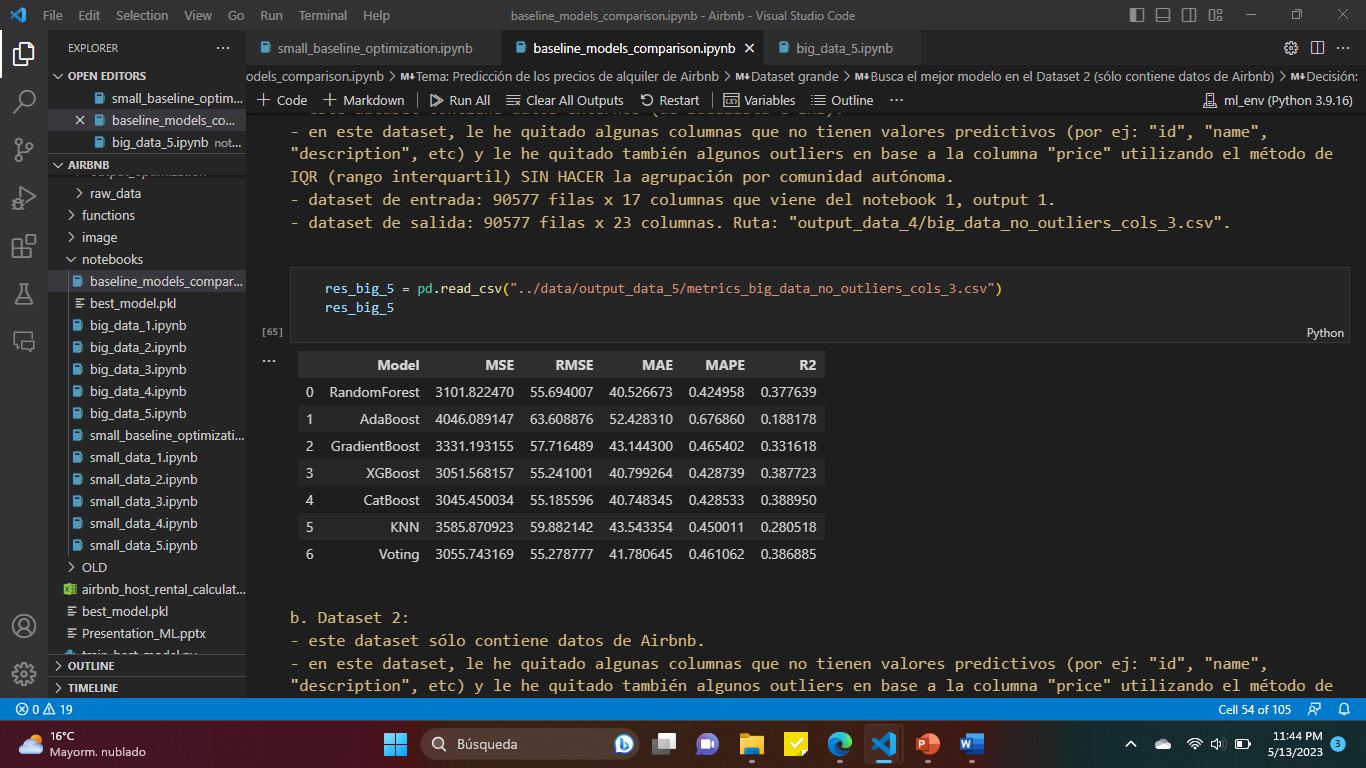 File Edit Selection View Go Run Terminal Help baseline_models_comparison.ipynb - Airbnb - Visual Studio Code
EXPLORER
OPEN EDITORS
small_baseline_optim...
baseline_models_co...
big_data_5.ipynb not...
AIRBNB
raw_data
functions
image
notebooks
baseline_models_compar...
best_model.pkl
big_data_1.ipynb
big_data_2.ipynb
big_data_3.ipynb
big_data_4.ipynb
big_data_5.ipynb
small_baseline_optimizati...
small_data_1.ipynb
small_data_2.ipynb
small_data_3.ipynb
small_data_4.ipynb
small_data_5.ipynb
OLD
airbnb_host_rental_calculat...
best_model.pkl
Presentation_ML.pptx
OUTLINE
TIMELINE
small_baseline_optimization.ipynb baseline_models_comparison.ipynb big_data_5.ipynb
odels_comparison.ipynb > Tema: Predicción de los precios de alquiler de Airbnb > Dataset grande > Busca el mejor modelo en el Dataset 2 (sólo contiene datos de Airbnb) > Decisión:
+ Code + Markdown Run All Clear All Outputs Restart Variables Outline ... ml_env (Python 3.9.16)
- en este dataset, le he quitado algunas columnas que no tienen valores predictivos (por ej: "id", "name",
"description", etc) y le he quitado también algunos outliers en base a la columna "price" utilizando el método de
IQR (rango interquartil) SIN HACER la agrupación por comunidad autónoma.
- dataset de entrada: 90577 filas x 17 columnas que viene del notebook 1, output 1.
- dataset de salida: 90577 filas x 23 columnas. Ruta: "output_data_4/big_data_no_outliers_cols_3.csv".
res_big_5 = pd.read_csv("../data/output_data_5/metrics_big_data_no_outliers_cols_3.csv")
res_big_5
[65] Python
Model MSE RMSE MAE MAPE R2
0 RandomForest 3101.822470 55.694007 40.526673 0.424958 0.377639
1 AdaBoost 4046.089147 63.608876 52.428310 0.676860 0.188178
2 GradientBoost 3331.193155 57.716489 43.144300 0.465402 0.331618
3 XGBoost 3051.568157 55.241001 40.799264 0.428739 0.387723
4 CatBoost 3045.450034 55.185596 40.748345 0.428533 0.388950
5 KNN 3585.870923 59.882142 43.543354 0.450011 0.280518
6 Voting 3055.743169 55.278777 41.780645 0.461062 0.386885
b. Dataset 2:
- este dataset sólo contiene datos de Airbnb.
- en este dataset, le he quitado algunas columnas que no tienen valores predictivos (por ej: "id", "name",
"description", etc) y le he quitado también algunos outliers en base a la columna "price" utilizando el método de
0 19 Cell 54 of 105
16°C
Mayorm. nublado
Búsqueda
11:44 PM
5/13/2023
3